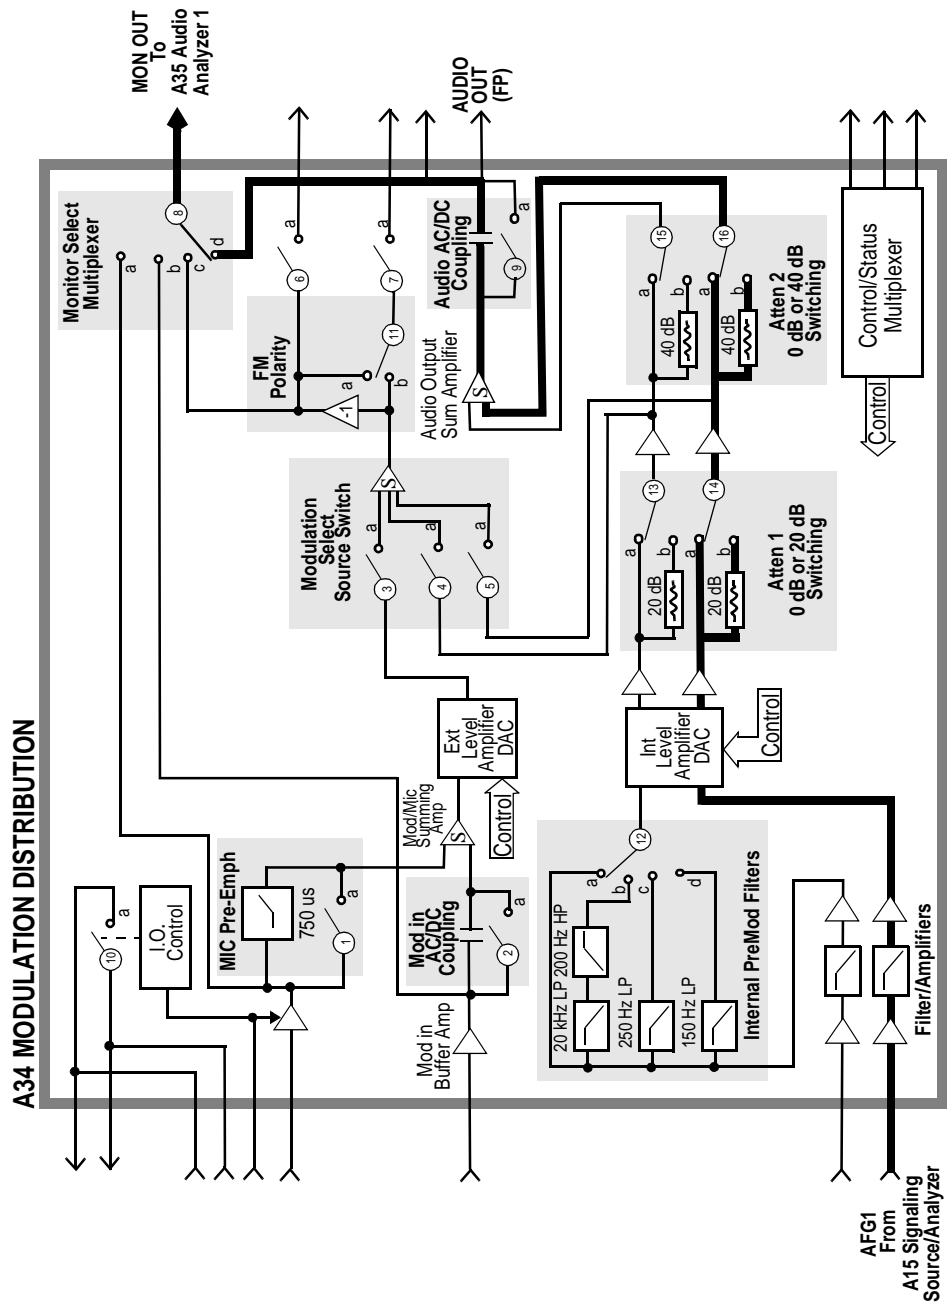 A34 MODULATION DISTRIBUTION
MON OUT
To
A35 Audio
Analyzer 1
AUDIO
OUT
(FP)
Monitor Select
Multiplexer
a
b
c
d
8
FM
Polarity
-1
a
b
11
6
a
7
a
Audio AC/DC
Coupling
9
a
Audio Output
Sum Amplifier
S
Modulation
Select
Source Switch
S
3
a
4
a
5
a
10
a
I.O.
Control
MIC Pre-Emph
750 us
1
a
Mod in
AC/DC
Coupling
2
a
Mod in
Buffer Amp
Mod/Mic
Summing
Amp
S
Ext
Level
Amplifier
DAC
Control
Int
Level
Amplifier
DAC
Control
Internal PreMod Filters
12
a
b
c
d
20 kHz LP
200 Hz HP
250 Hz LP
150 Hz LP
Filter/Amplifiers
AFG1
From
A15 Signaling
Source/Analyzer
Atten 1
0 dB or 20 dB
Switching
13
14
a
b
a
b
20 dB
20 dB
Atten 2
0 dB or 40 dB
Switching
15
16
a
b
a
b
40 dB
40 dB
Control/Status
Multiplexer
Control